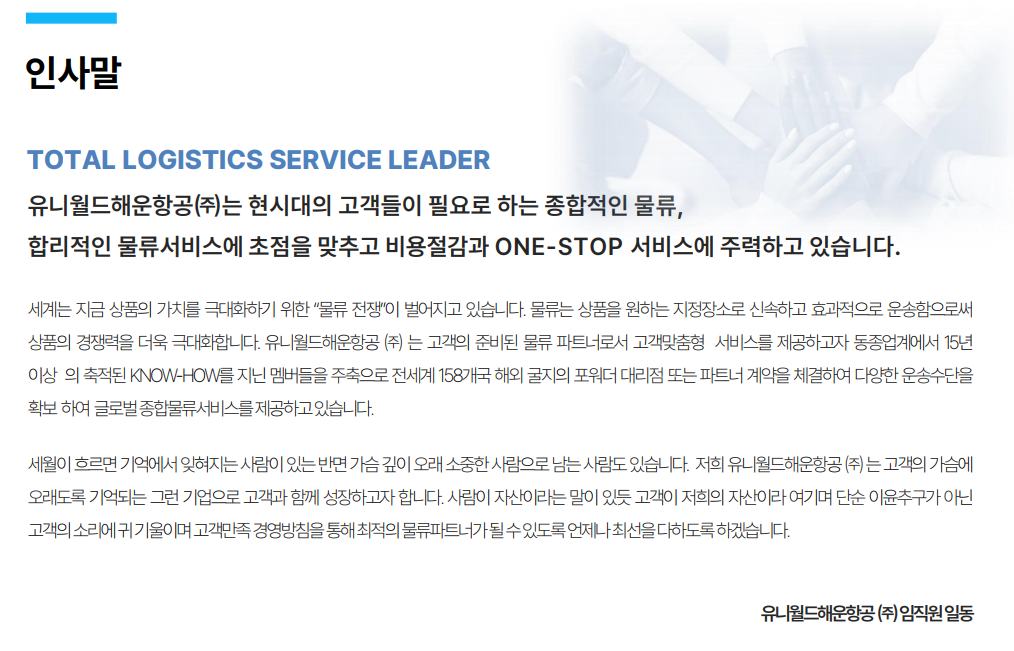 인사말
TOTAL LOGISTICS SERVICE LEADER
유니월드해운항공㈜는 현시대의 고객들이 필요로 하는 종합적인 물류,
합리적인 물류서비스에 초점을 맞추고 비용절감과 ONE-STOP 서비스에 주력하고 있습니다.
세계는 지금 상품의 가치를 극대화하기 위한 “물류 전쟁”이 벌어지고 있습니다. 물류는 상품을 원하는 지정장소로 신속하고 효과적으로 운송함으로써
상품의 경쟁력을 더욱 극대화합니다. 유니월드해운항공 ㈜ 는 고객의 준비된 물류 파트너로서 고객맞춤형 서비스를 제공하고자 동종업계에서 15년
이상 의 축적된 KNOW-HOW를 지닌 멤버들을 주축으로 전세계 158개국 해외 굴지의 포워더 대리점 또는 파트너 계약을 체결하여 다양한 운송수단을
확보 하여 글로벌 종합물류서비스를 제공하고 있습니다.
세월이 흐르면 기억에서 잊혀지는 사람이 있는 반면 가슴 깊이 오래 소중한 사람으로 남는 사람도 있습니다. 저희 유니월드해운항공 ㈜ 는 고객의 가슴에
오래도록 기억되는 그런 기업으로 고객과 함께 성장하고자 합니다. 사람이 자산이라는 말이 있듯 고객이 저희의 자산이라 여기며 단순 이윤추구가 아닌
고객의 소리에 귀 기울이며 고객만족 경영방침을 통해 최적의 물류파트너가 될 수 있도록 언제나 최선을 다하도록 하겠습니다.
유니월드해운항공 ㈜ 임직원 일동